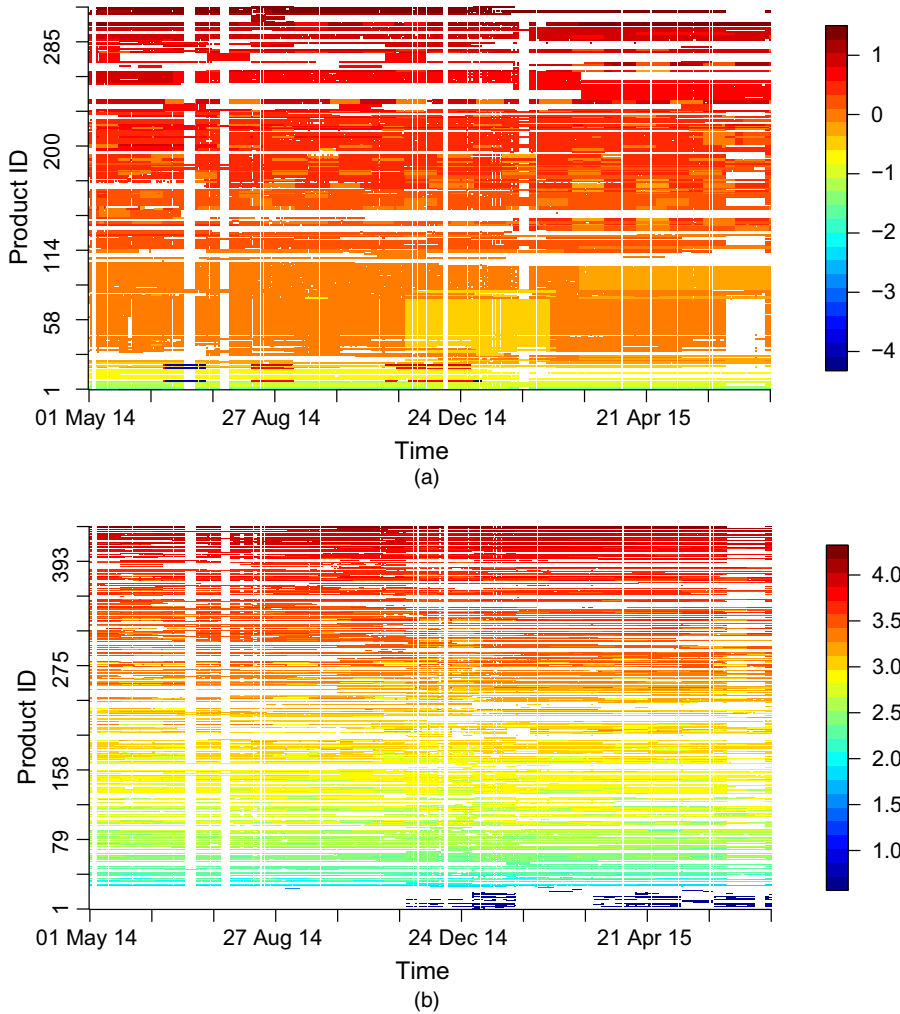 285
200
114
58
1
Product ID
01 May 14
27 Aug 14
24 Dec 14
21 Apr 15
Time
(a)
1
0
−1
−2
−3
−4
393
275
158
79
1
Product ID
01 May 14
27 Aug 14
24 Dec 14
21 Apr 15
Time
(b)
4.0
3.5
3.0
2.5
2.0
1.5
1.0